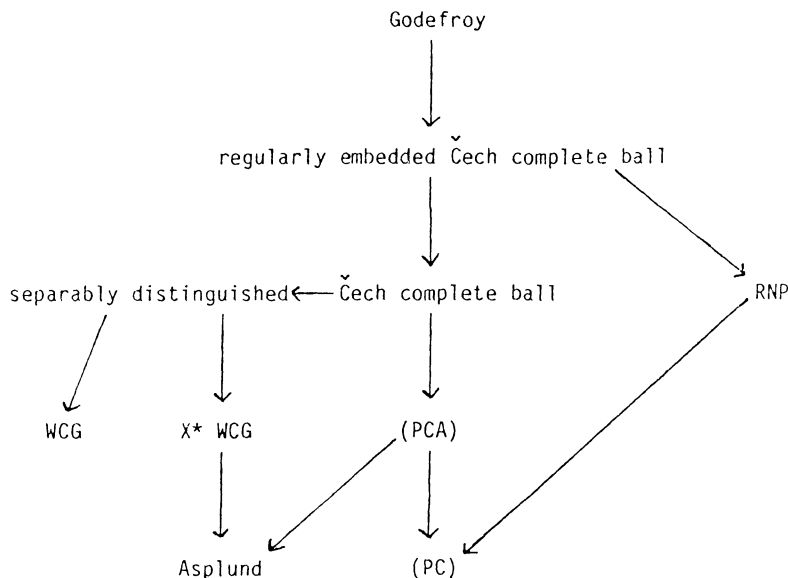 Godefroy
regularly embedded Čech complete ball
separably distinguished
Čech complete ball
RNP
WCG
X* WCG
(PCA)
Asplund
(PC)